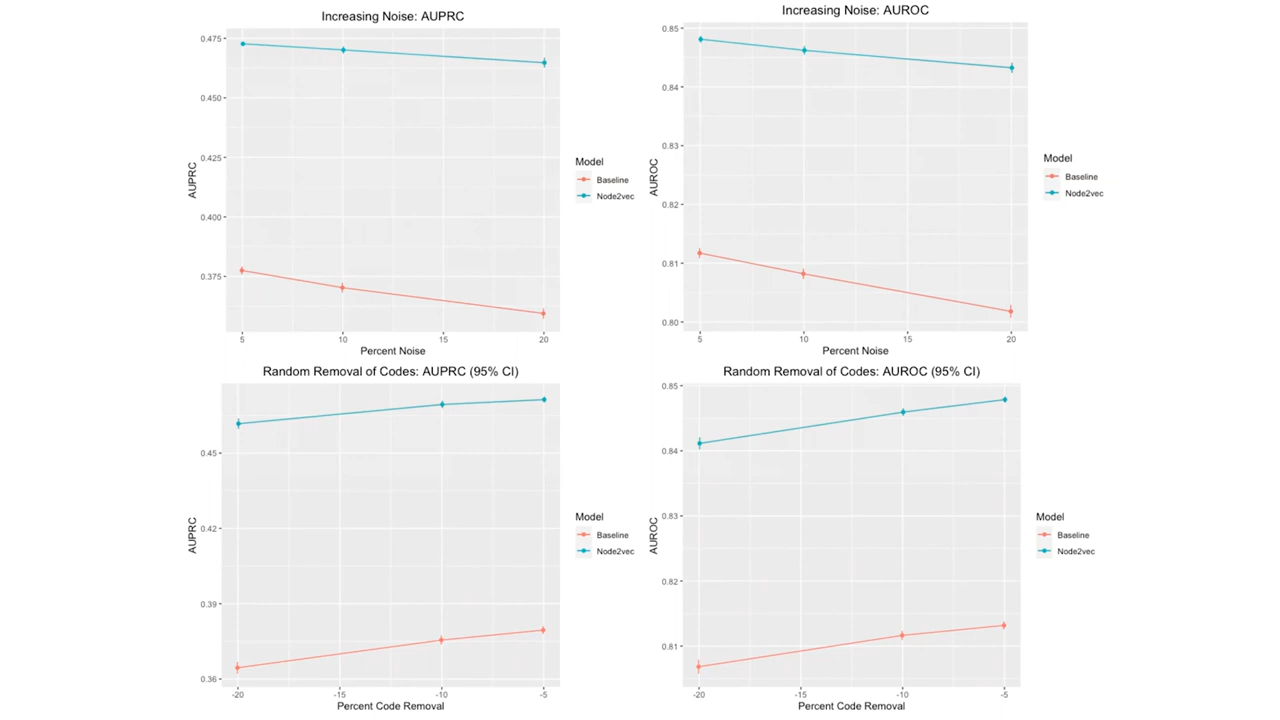 Increasing Noise: AUPRC
0.475
0.450
0.425
0.400
0.375
AUPRC
5
10
15
20
Percent Noise
Model
Baseline
Node2vec
Increasing Noise: AUROC
0.85
0.84
0.83
0.82
0.81
0.80
AUROC
5
10
15
20
Percent Noise
Model
Baseline
Node2vec
Random Removal of Codes: AUPRC (95% CI)
0.45
0.42
0.39
0.36
AUPRC
-20
-15
-10
-5
Percent Code Removal
Model
Baseline
Node2vec
Random Removal of Codes: AUROC (95% CI)
0.85
0.84
0.83
0.82
0.81
AUROC
-20
-15
-10
-5
Percent Code Removal
Model
Baseline
Node2vec